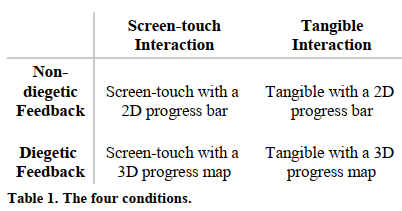 Screen-touch Tangible
Interaction Interaction
Non-
diegetic Screen-touch with a Tangible with a 2D
Feedback 2D progress bar progress bar
Diegetic Screen-touch with a Tangible with a 3D
Feedback 3D progress map progress map
Table 1. The four conditions.